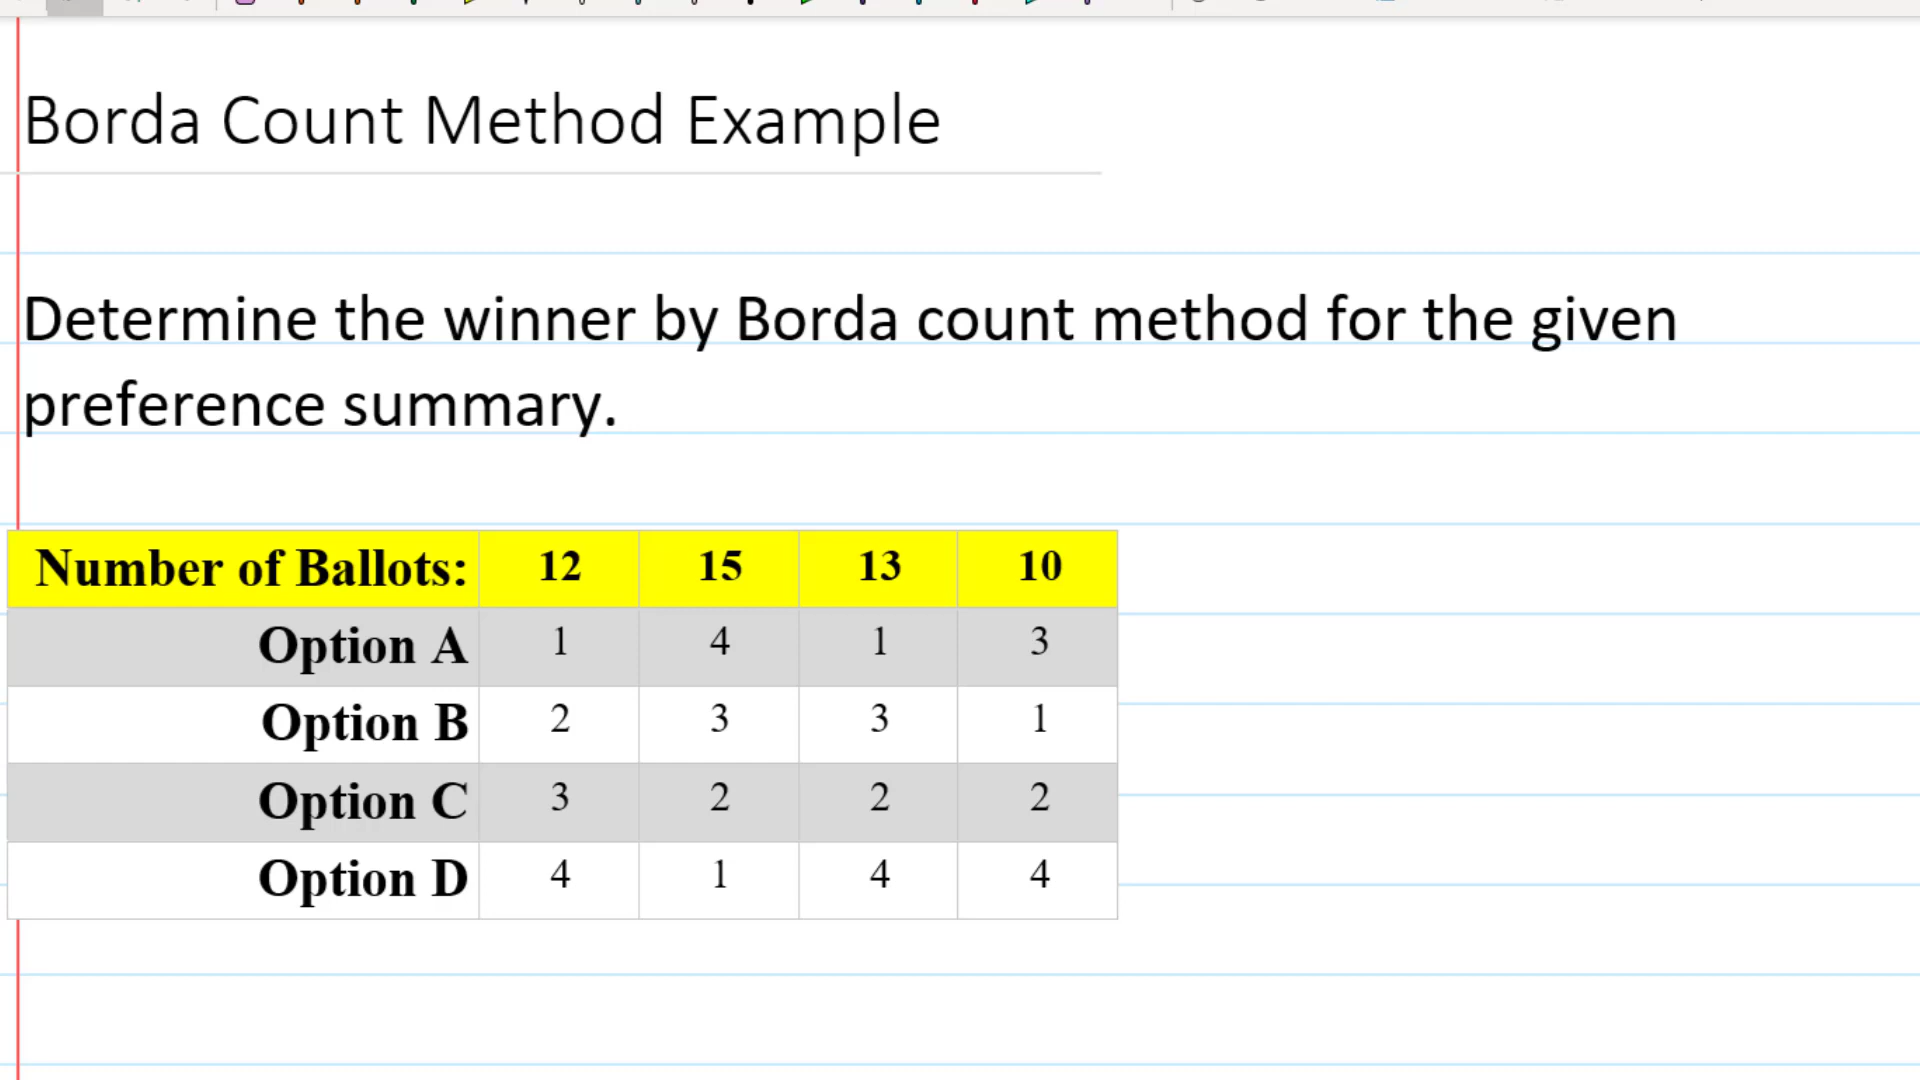 Borda Count Method Example
Determine the winner by Borda count method for the given
preference summary.
Number of Ballots: 12 15 13 10
Option A 1 4 1 3
Option B 2 3 3 1
Option C 3 2 2 2
Option D 4 1 4 4